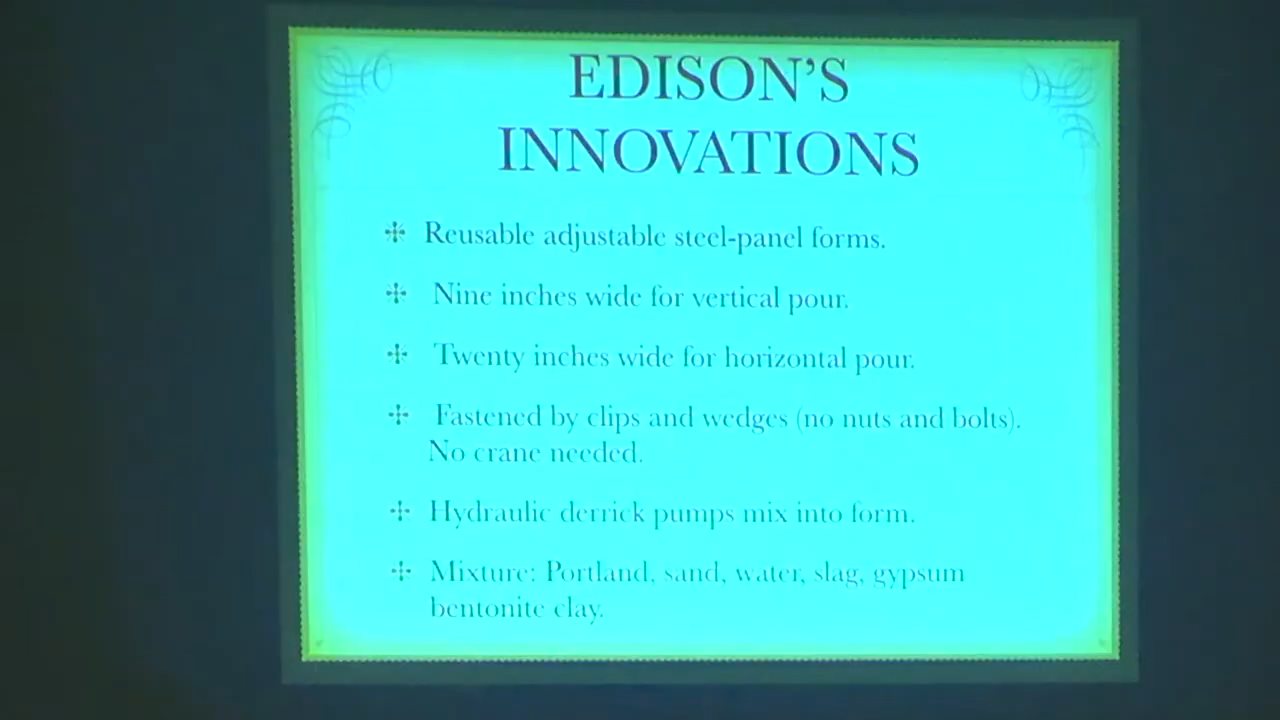 EDISON'S
INNOVATIONS
Reusable adjustable steel-panel forms.
Nine inches wide for vertical pour.
Twenty inches wide for horizontal pour.
Fastened by clips and wedges (no nuts and bolts).
No crane needed.
Hydraulic derrick pumps mix into form.
Mixture: Portland, sand, water, slag, gypsum
bentonite clay.